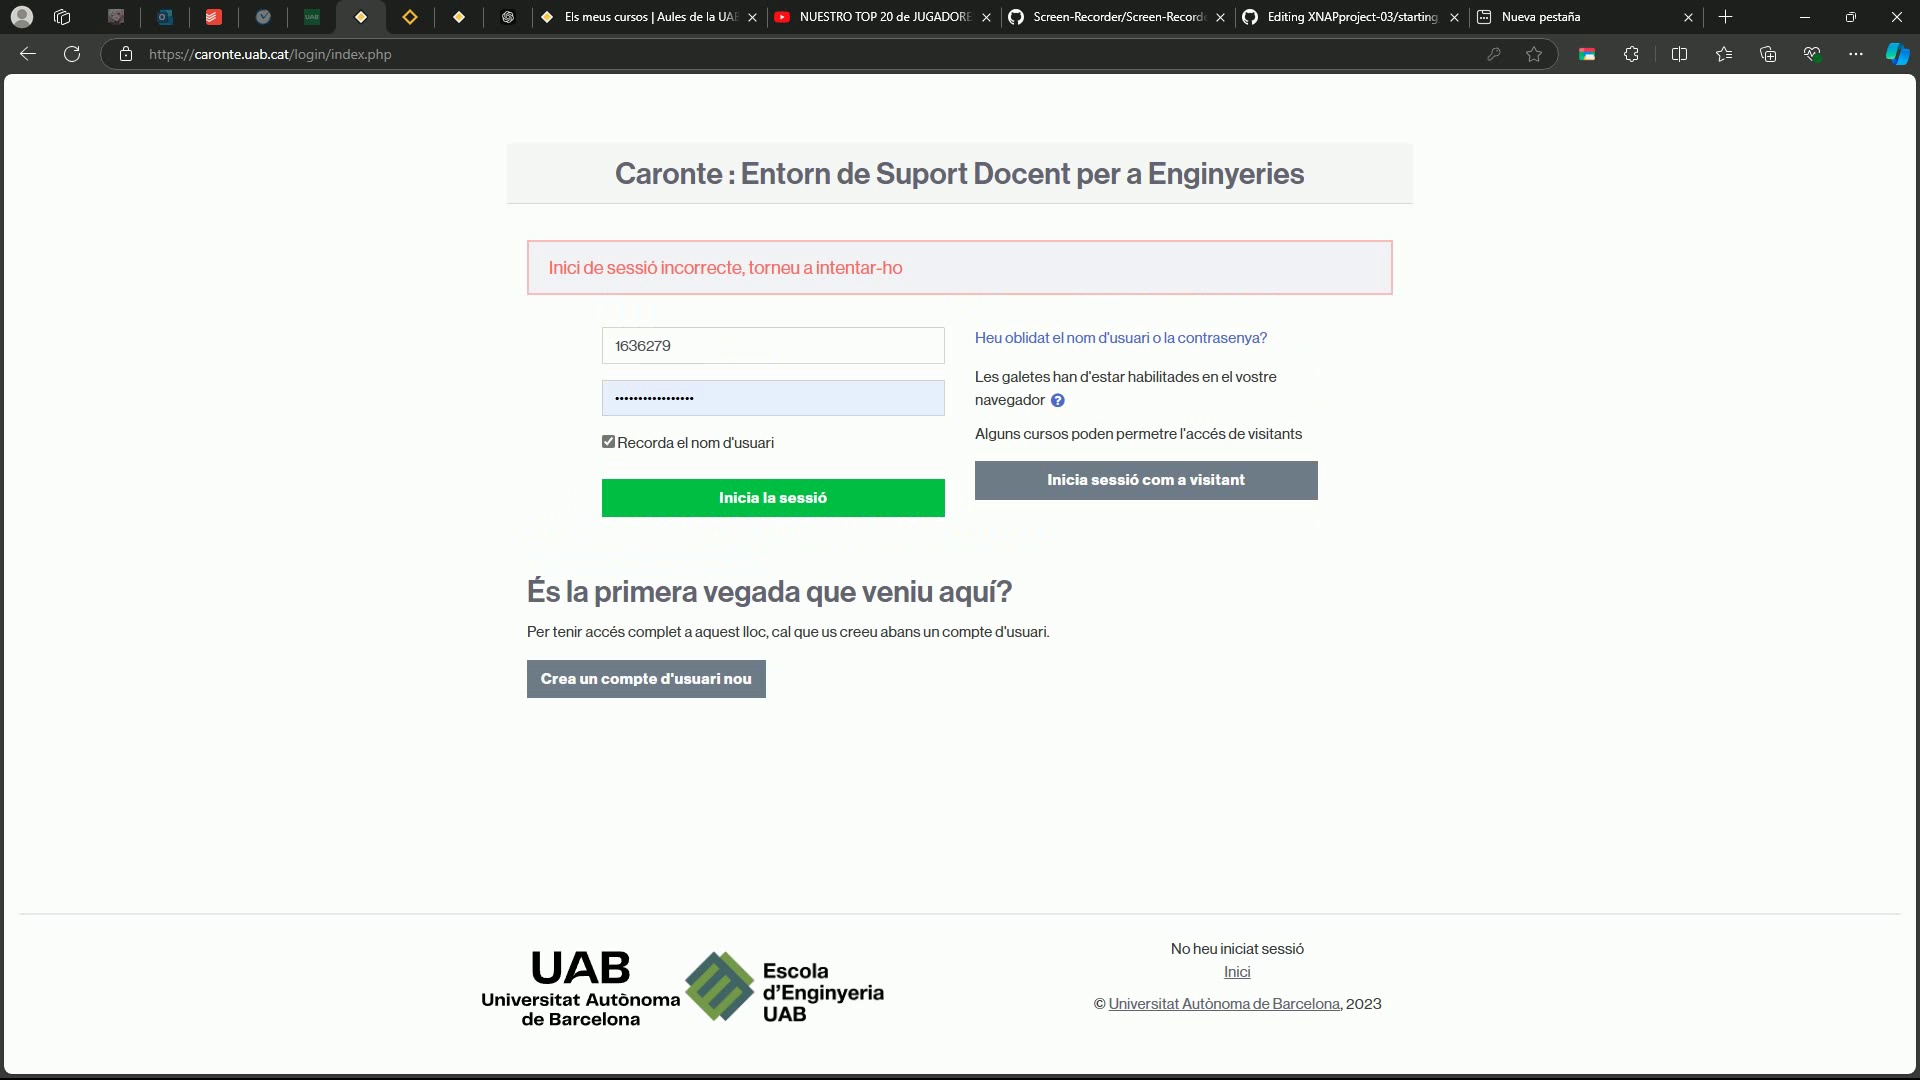 Els meus cursos | Aules de la UAB
NUESTRO TOP 20 de JUGADORE
Screen-Recorder/Screen-Recorde
Editing XNAPproject-03/starting
Nueva pestaña
https://caronte.uab.cat/login/index.php
Caronte : Entorn de Suport Docent per a Enginyeries
Inici de sessió incorrecte, torneu a intentar-ho
1636279
Recorda el nom d'usuari
Inicia la sessió
Heu oblidat el nom d'usuari o la contrasenya?
Les galetes han d'estar habilitades en el vostre
navegador
Alguns cursos poden permetre l'accés de visitants
Inicia sessió com a visitant
És la primera vegada que veniu aquí?
Per tenir accés complet a aquest lloc, cal que us creeu abans un compte d'usuari.
Crea un compte d'usuari nou
UAB
Universitat Autònoma
de Barcelona
Escola
d'Enginyeria
UAB
No heu iniciat sessió
Inici
© Universitat Autònoma de Barcelona, 2023